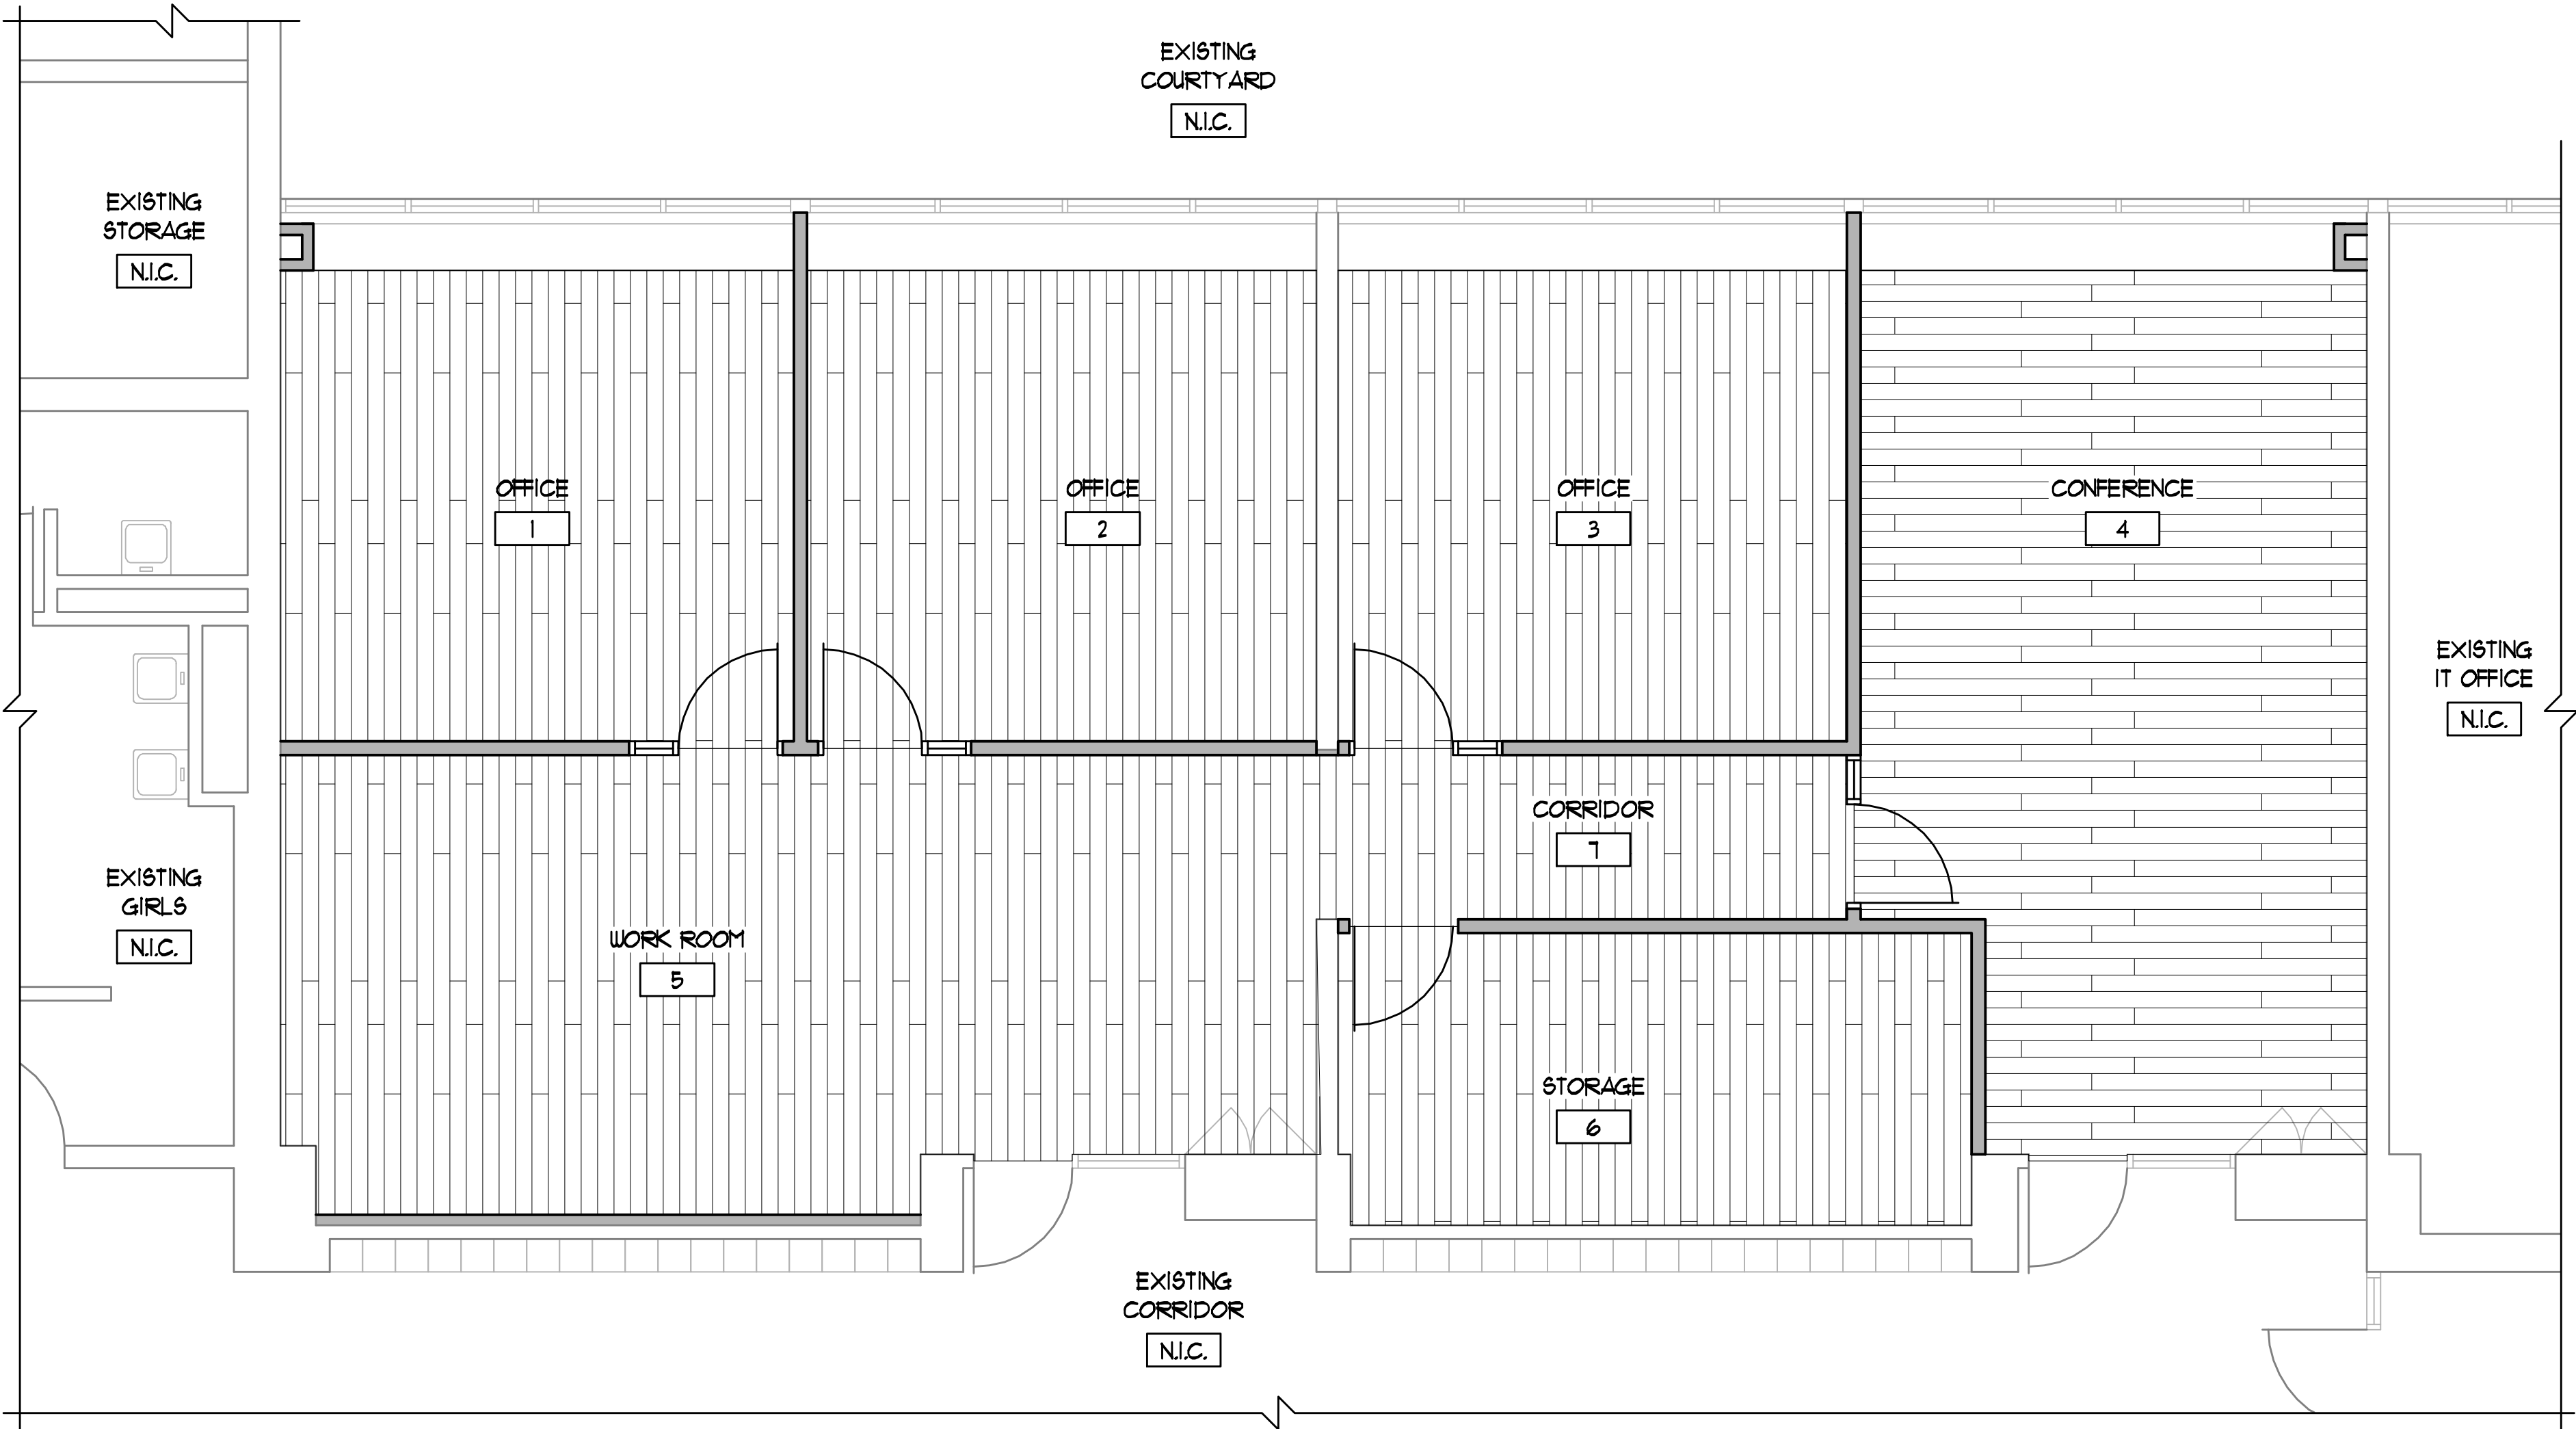 EXISTING
COURTYARD
N.I.C.
EXISTING
STORAGE
N.I.C.
OFFICE
1
OFFICE
2
OFFICE
3
CONFERENCE
4
EXISTING
IT OFFICE
N.I.C.
CORRIDOR
7
EXISTING
GIRLS
N.I.C.
WORK ROOM
5
STORAGE
6
EXISTING
CORRIDOR
N.I.C.